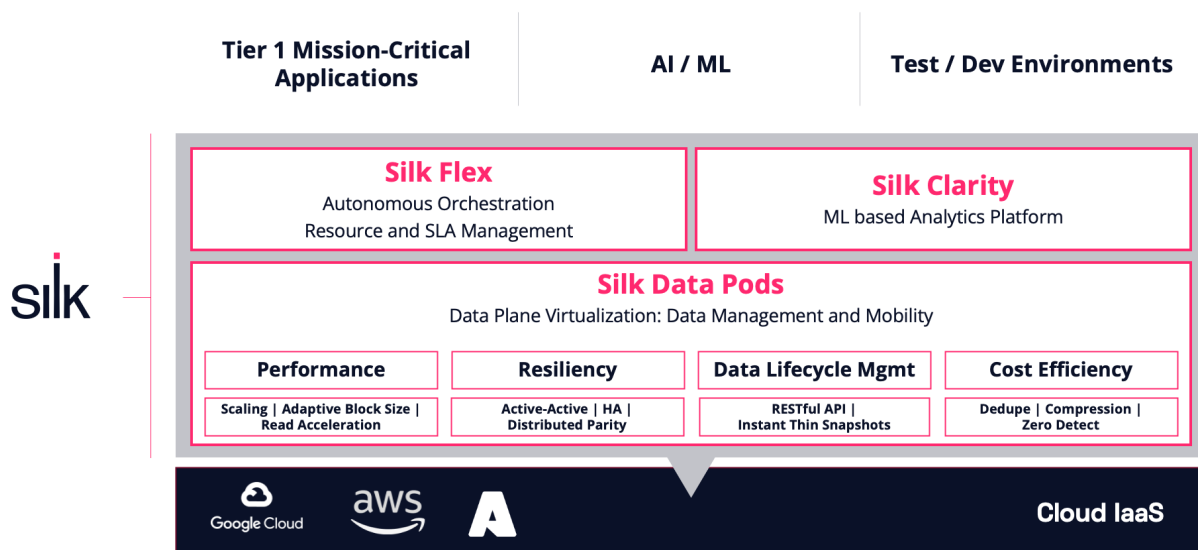 Tier 1 Mission-Critical
Applications
AI / ML
Test / Dev Environments
silk
Silk Flex
Autonomous Orchestration
Resource and SLA Management
Silk Clarity
ML based Analytics Platform
Silk Data Pods
Data Plane Virtualization: Data Management and Mobility
Performance
Scaling | Adaptive Block Size |
Read Acceleration
Resiliency
Active-Active | HA |
Distributed Parity
Data Lifecycle Mgmt
RESTful API |
Instant Thin Snapshots
Cost Efficiency
Dedupe | Compression |
Zero Detect
Google Cloud
aws
Cloud IaaS